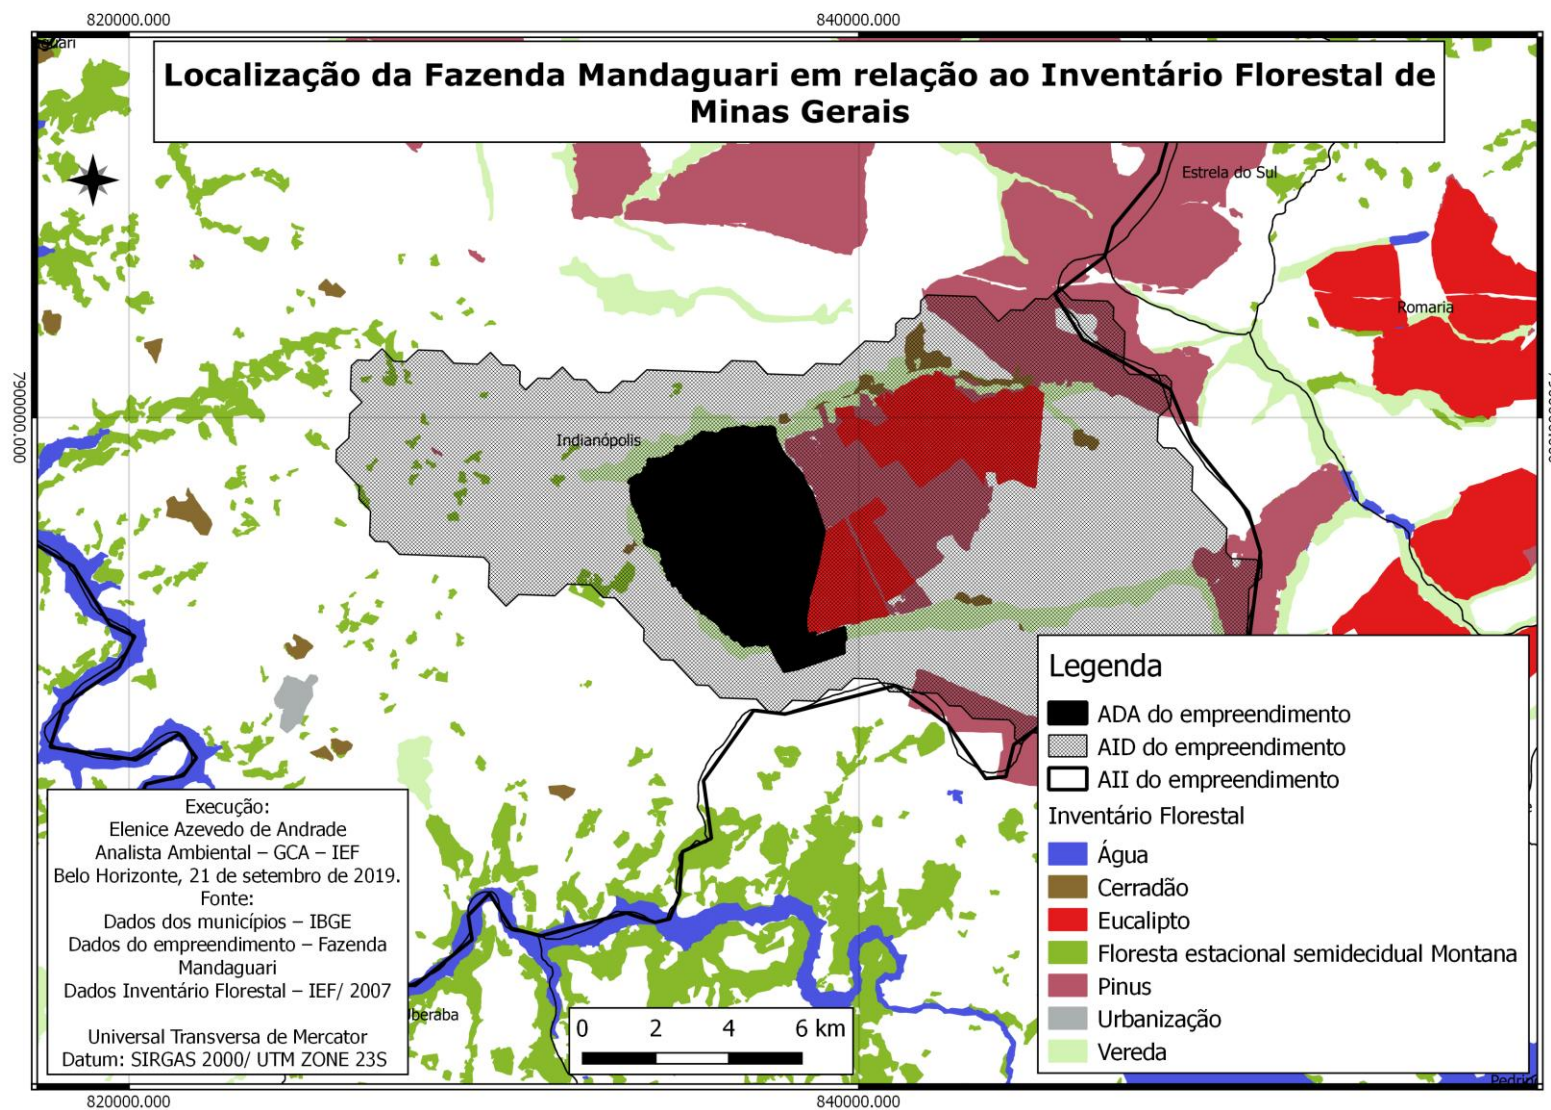 820000.000
840000.000
Localização da Fazenda Mandaguari em relação ao Inventário Florestal de
Minas Gerais
Estrela do Sul
Romaria
7900000.000
Indianópolis
Legenda
ADA do empreendimento
AID do empreendimento
AII do empreendimento
Inventário Florestal
Água
Cerradão
Eucalipto
Floresta estacional semidecidual Montana
Pinus
Urbanização
Vereda
Execução:
Elenice Azevedo de Andrade
Analista Ambiental – GCA – IEF
Belo Horizonte, 21 de setembro de 2019.
Fonte:
Dados dos municípios – IBGE
Dados do empreendimento – Fazenda
Mandaguari
Dados Inventário Florestal – IEF/ 2007
Universal Transversa de Mercator
Datum: SIRGAS 2000/ UTM ZONE 23S
Uberaba
0 2 4 6 km
820000.000
840000.000